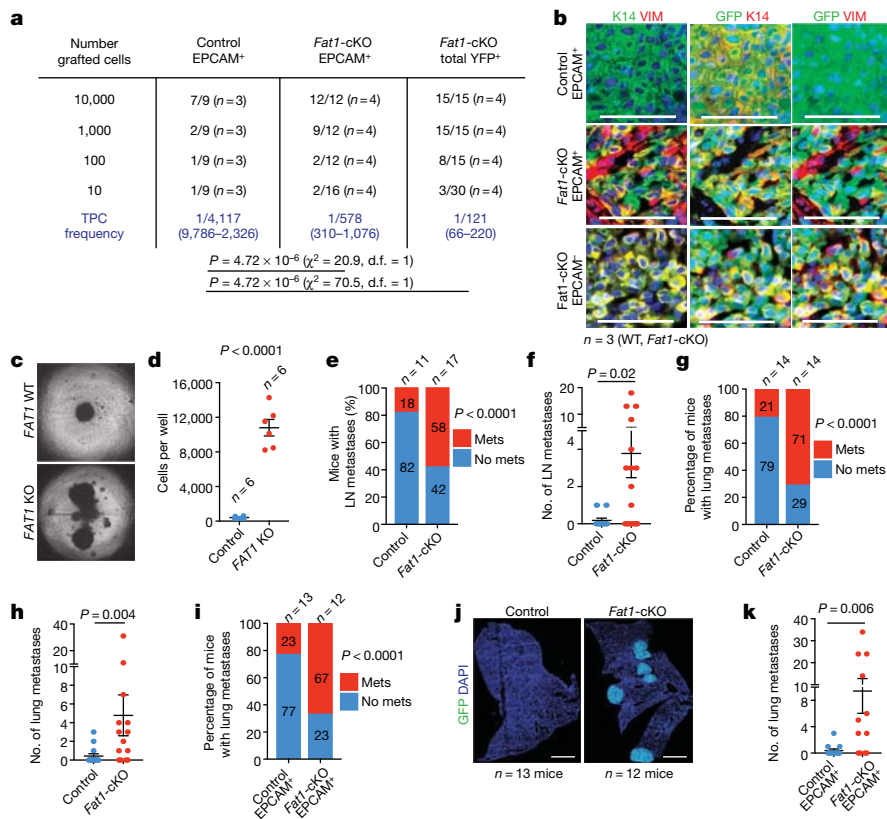 a
Number grafted cells
Control EPCAM⁺
Fat1-cKO EPCAM⁺
Fat1-cKO total YFP⁺
10,000 7/9 (n = 3) 12/12 (n = 4) 15/15 (n = 4)
1,000 2/9 (n = 3) 9/12 (n = 4) 15/15 (n = 4)
100 1/9 (n = 3) 2/12 (n = 4) 8/15 (n = 4)
10 1/9 (n = 3) 2/16 (n = 4) 3/30 (n = 4)
TPC 1/4,117 1/578 1/121
frequency (9,786–2,326) (310–1,076) (66–220)
P = 4.72 × 10⁻⁶ (χ² = 20.9, d.f. = 1)
P = 4.72 × 10⁻⁶ (χ² = 70.5, d.f. = 1)
b
K14 VIM GFP K14 GFP VIM
Control EPCAM⁺
Fat1-cKO EPCAM⁺
Fat1-cKO EPCAM⁻
n = 3 (WT, Fat1-cKO)
c
FAT1 WT
FAT1 KO
d
P < 0.0001
n = 6
n = 6
Cells per well
16,000
12,000
8,000
4,000
0
Control
FAT1 KO
e
n = 11
n = 17
Mice with
LN metastases (%)
100
80
60
40
20
0
18
82
58
42
P < 0.0001
Mets
No mets
Control
Fat1-cKO
f
P = 0.02
No. of LN metastases
20
10
4
2
0
Control
Fat1-cKO
g
n = 14
n = 14
Percentage of mice
with lung metastases
100
80
60
40
20
0
21
79
71
29
P < 0.0001
Mets
No mets
Control
Fat1-cKO
h
P = 0.004
No. of lung metastases
40
20
10
8
6
4
2
0
Control
Fat1-cKO
i
n = 13
n = 12
Percentage of mice
with lung metastases
100
80
60
40
20
0
23
77
67
23
P < 0.0001
Mets
No mets
Control
EPCAM⁺
Fat1-cKO
EPCAM⁺
j
Control Fat1-cKO
GFP DAPI
n = 13 mice n = 12 mice
k
P = 0.006
No. of lung metastases
40
30
20
10
8
4
0
Control
EPCAM⁺
Fat1-cKO
EPCAM⁺